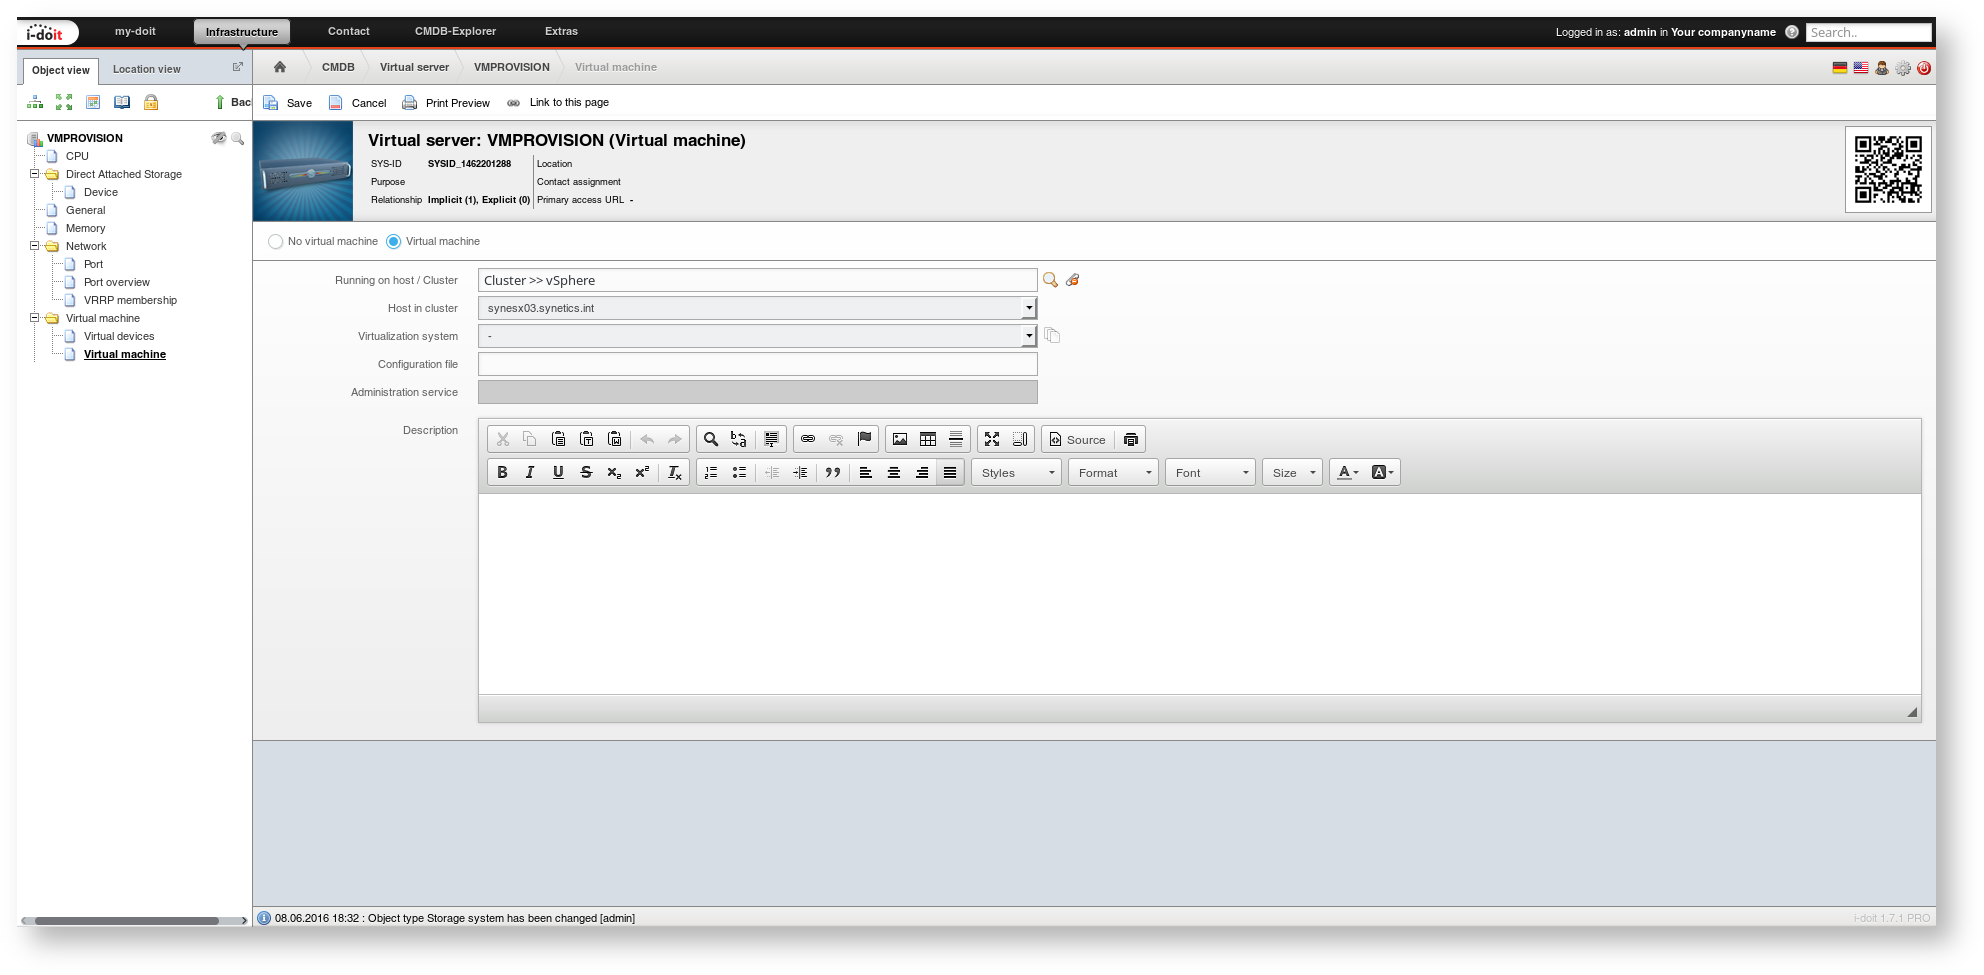 i-doit my-doit Infrastructure Contact CMDB-Explorer Extras Logged in as: admin in Your companyname Search..
Object view Location view CMDB Virtual server VMPROVISION Virtual machine
Bac Save Cancel Print Preview Link to this page
VMPROVISION
CPU
Direct Attached Storage
Device
General
Memory
Network
Port
Port overview
VRRP membership
Virtual machine
Virtual devices
Virtual machine
Virtual server: VMPROVISION (Virtual machine)
SYS-ID SYSID_1462201288 Location
Purpose Contact assignment
Relationship Implicit (1), Explicit (0) Primary access URL -
No virtual machine Virtual machine
Running on host / Cluster Cluster >> vSphere
Host in cluster synesx03.synetics.int
Virtualization system -
Configuration file
Administration service
Description
Source
Styles Format Font Size
08.06.2016 18:32 : Object type Storage system has been changed [admin] i-doit 1.7.1 PRO